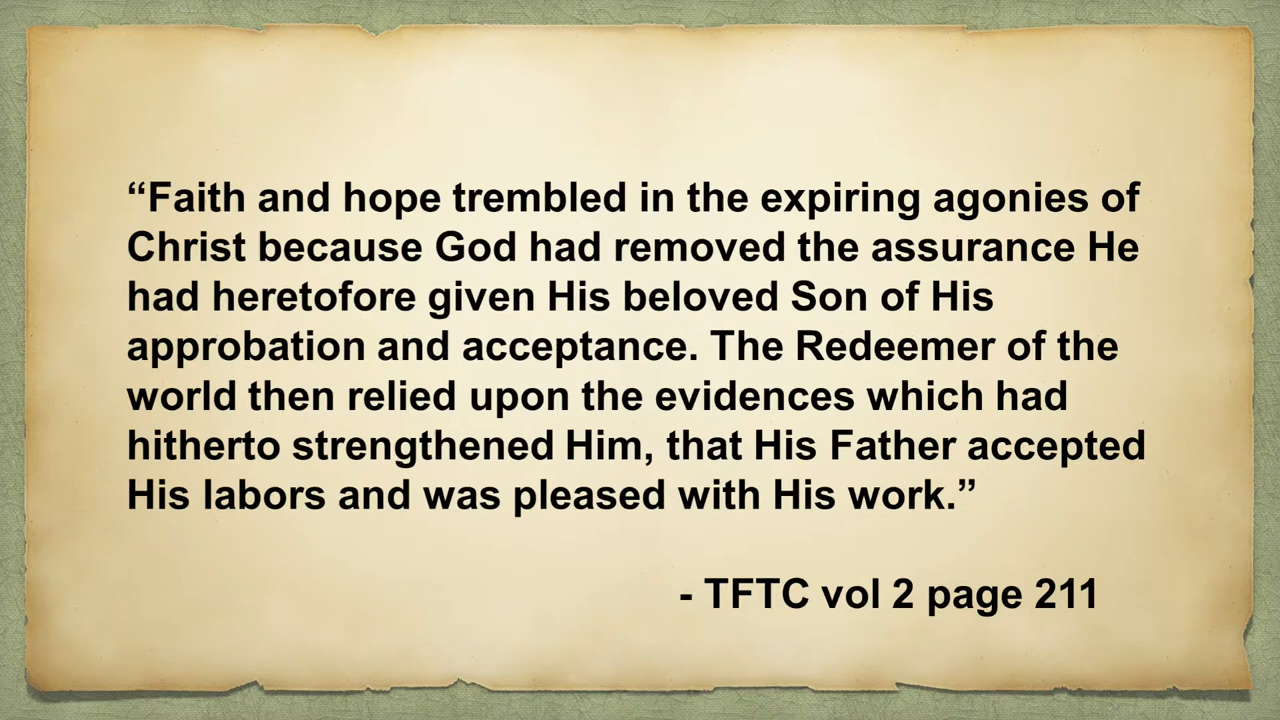 “Faith and hope trembled in the expiring agonies of
Christ because God had removed the assurance He
had heretofore given His beloved Son of His
approbation and acceptance. The Redeemer of the
world then relied upon the evidences which had
hitherto strengthened Him, that His Father accepted
His labors and was pleased with His work.”
- TFTC vol 2 page 211